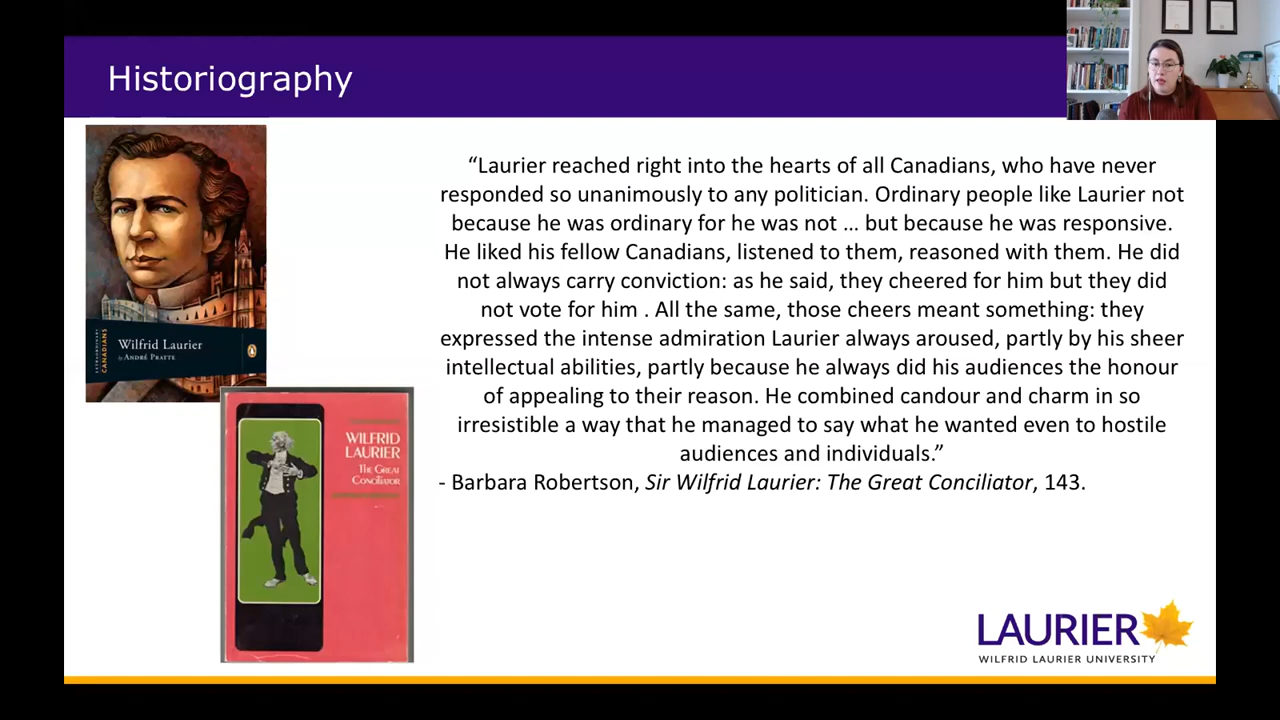 Historiography
“Laurier reached right into the hearts of all Canadians, who have never
responded so unanimously to any politician. Ordinary people like Laurier not
because he was ordinary for he was not … but because he was responsive.
He liked his fellow Canadians, listened to them, reasoned with them. He did
not always carry conviction: as he said, they cheered for him but they did
not vote for him . All the same, those cheers meant something: they
expressed the intense admiration Laurier always aroused, partly by his sheer
intellectual abilities, partly because he always did his audiences the honour
of appealing to their reason. He combined candour and charm in so
irresistible a way that he managed to say what he wanted even to hostile
audiences and individuals.”
- Barbara Robertson, Sir Wilfrid Laurier: The Great Conciliator, 143.
EXTRAORDINARY
CANADIANS
Wilfrid Laurier
by ANDRÉ PRATTE
WILFRID
LAURIER
THE GREAT
CONCILIATOR
LAURIER
WILFRID LAURIER UNIVERSITY